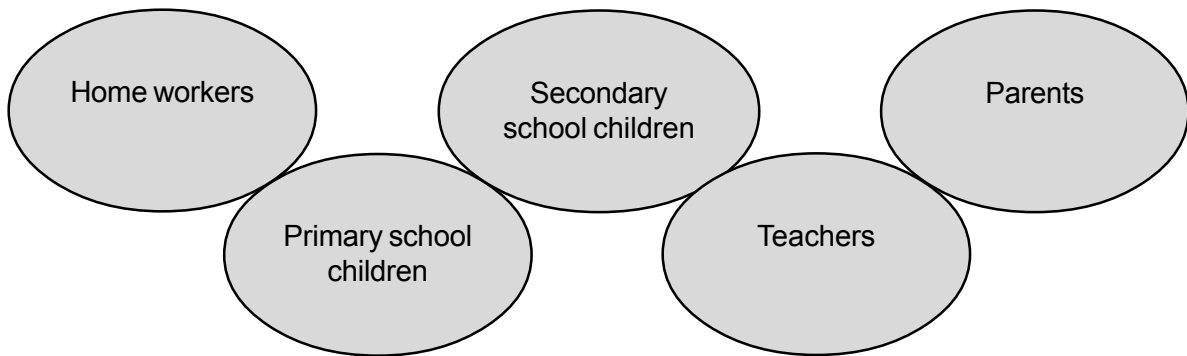 Home workers
Secondary
school children
Parents
Primary school
children
Teachers